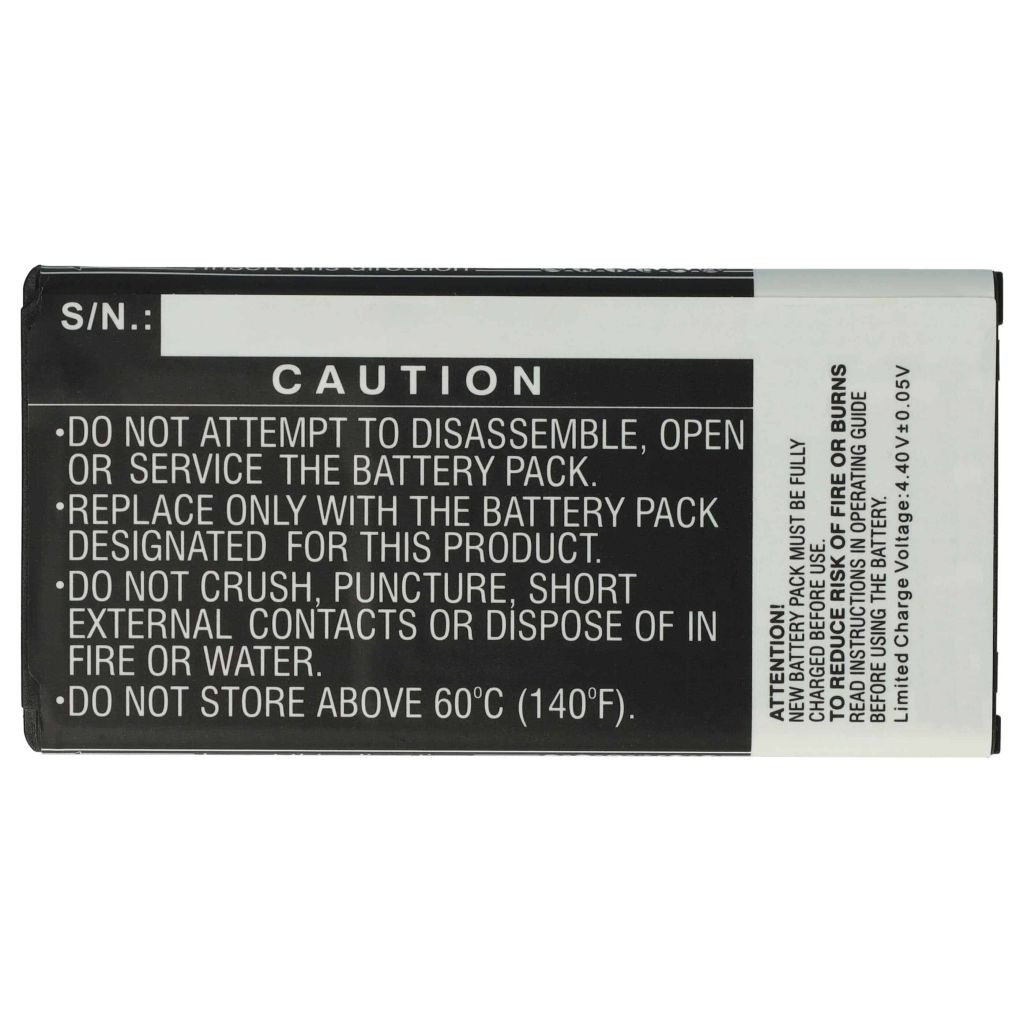 insert this direction
S/N.:
CAUTION
•DO NOT ATTEMPT TO DISASSEMBLE, OPEN
OR SERVICE THE BATTERY PACK.
•REPLACE ONLY WITH THE BATTERY PACK
DESIGNATED FOR THIS PRODUCT.
•DO NOT CRUSH, PUNCTURE, SHORT
EXTERNAL CONTACTS OR DISPOSE OF IN
FIRE OR WATER.
•DO NOT STORE ABOVE 60°C (140°F).
ATTENTION!
NEW BATTERY PACK MUST BE FULLY
CHARGED BEFORE USE.
TO REDUCE RISK OF FIRE OR BURNS
READ INSTRUCTIONS IN OPERATING GUIDE
BEFORE USING THE BATTERY.
Limited Charge Voltage:4.40V±0.05V